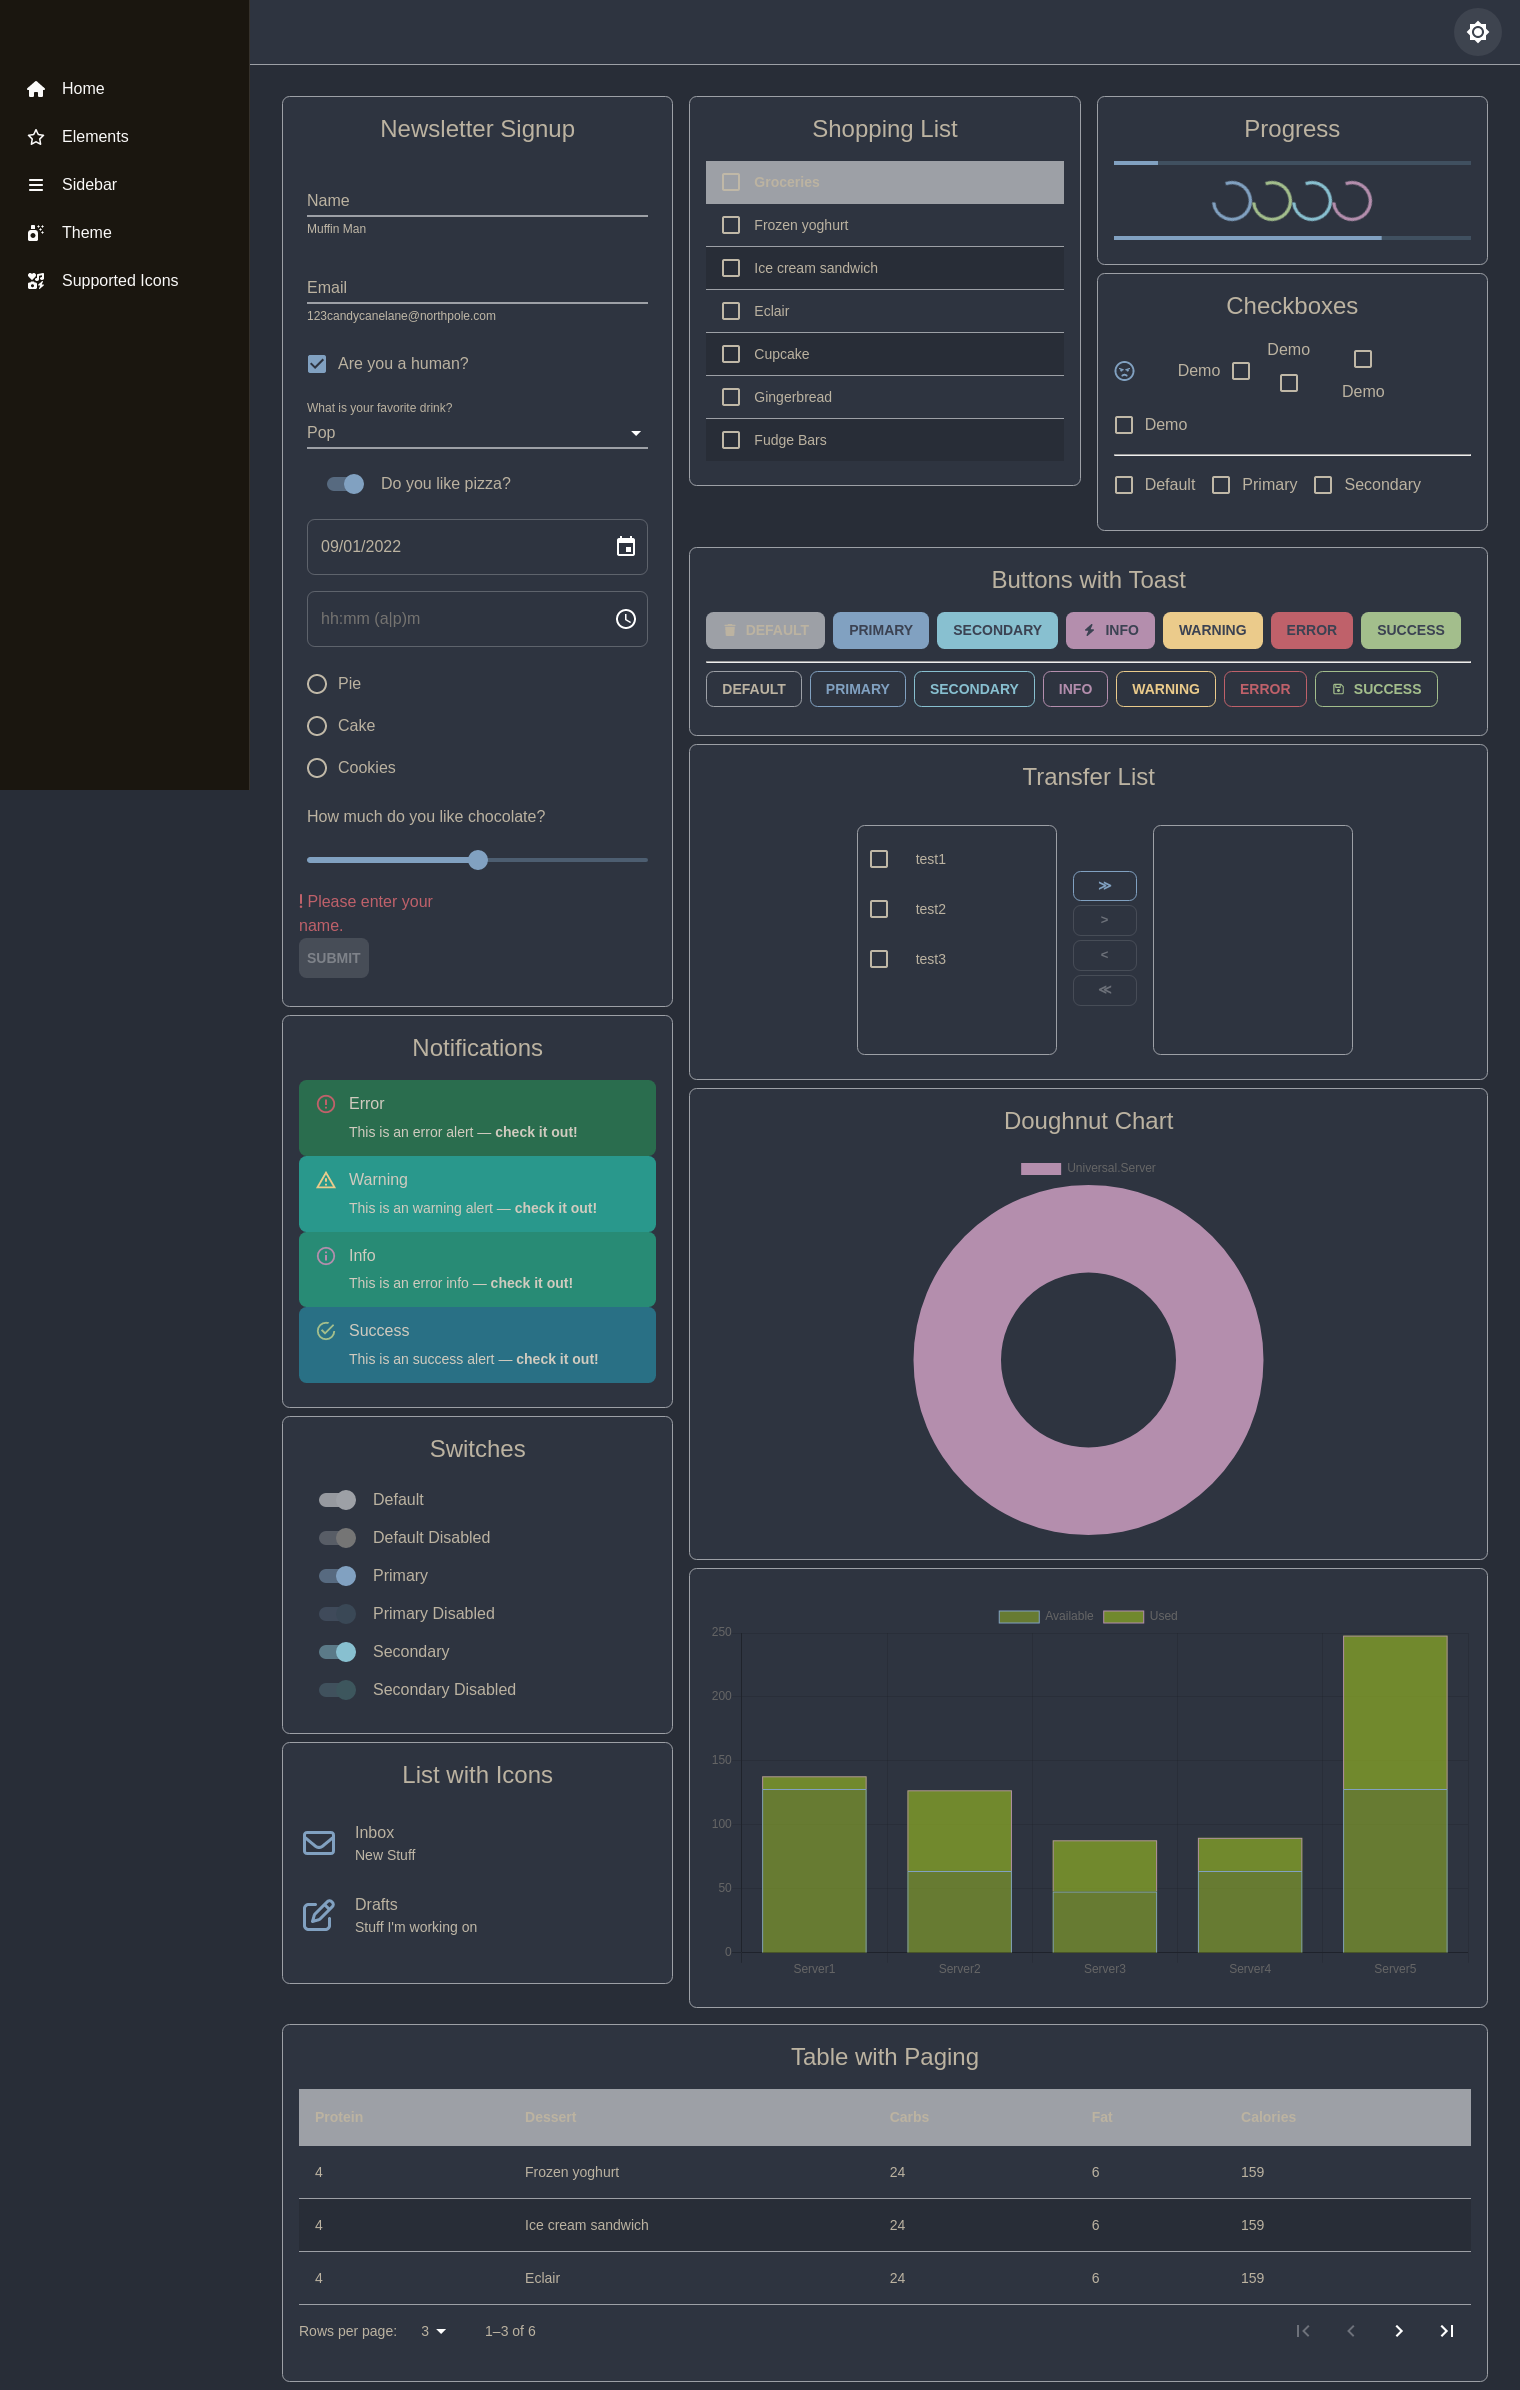 Home
Elements
Sidebar
Theme
Supported Icons
Newsletter Signup
Name
Muffin Man
Email
123candycanelane@northpole.com
Are you a human?
What is your favorite drink?
Pop
Do you like pizza?
09/01/2022
hh:mm (a|p)m
Pie
Cake
Cookies
How much do you like chocolate?
! Please enter your
name.
SUBMIT
Notifications
Error
This is an error alert — check it out!
Warning
This is an warning alert — check it out!
Info
This is an error info — check it out!
Success
This is an success alert — check it out!
Switches
Default
Default Disabled
Primary
Primary Disabled
Secondary
Secondary Disabled
List with Icons
Inbox
New Stuff
Drafts
Stuff I'm working on
Shopping List
Groceries
Frozen yoghurt
Ice cream sandwich
Eclair
Cupcake
Gingerbread
Fudge Bars
Progress
Checkboxes
Demo
Demo
Demo
Demo
Default Primary Secondary
Buttons with Toast
DEFAULT PRIMARY SECONDARY INFO WARNING ERROR SUCCESS
DEFAULT PRIMARY SECONDARY INFO WARNING ERROR SUCCESS
Transfer List
test1
test2
test3
≫
>
<
≪
Doughnut Chart
Universal.Server
Available Used
250
200
150
100
50
0
Server1 Server2 Server3 Server4 Server5
Table with Paging
Protein Dessert Carbs Fat Calories
4 Frozen yoghurt 24 6 159
4 Ice cream sandwich 24 6 159
4 Eclair 24 6 159
Rows per page: 3 1–3 of 6